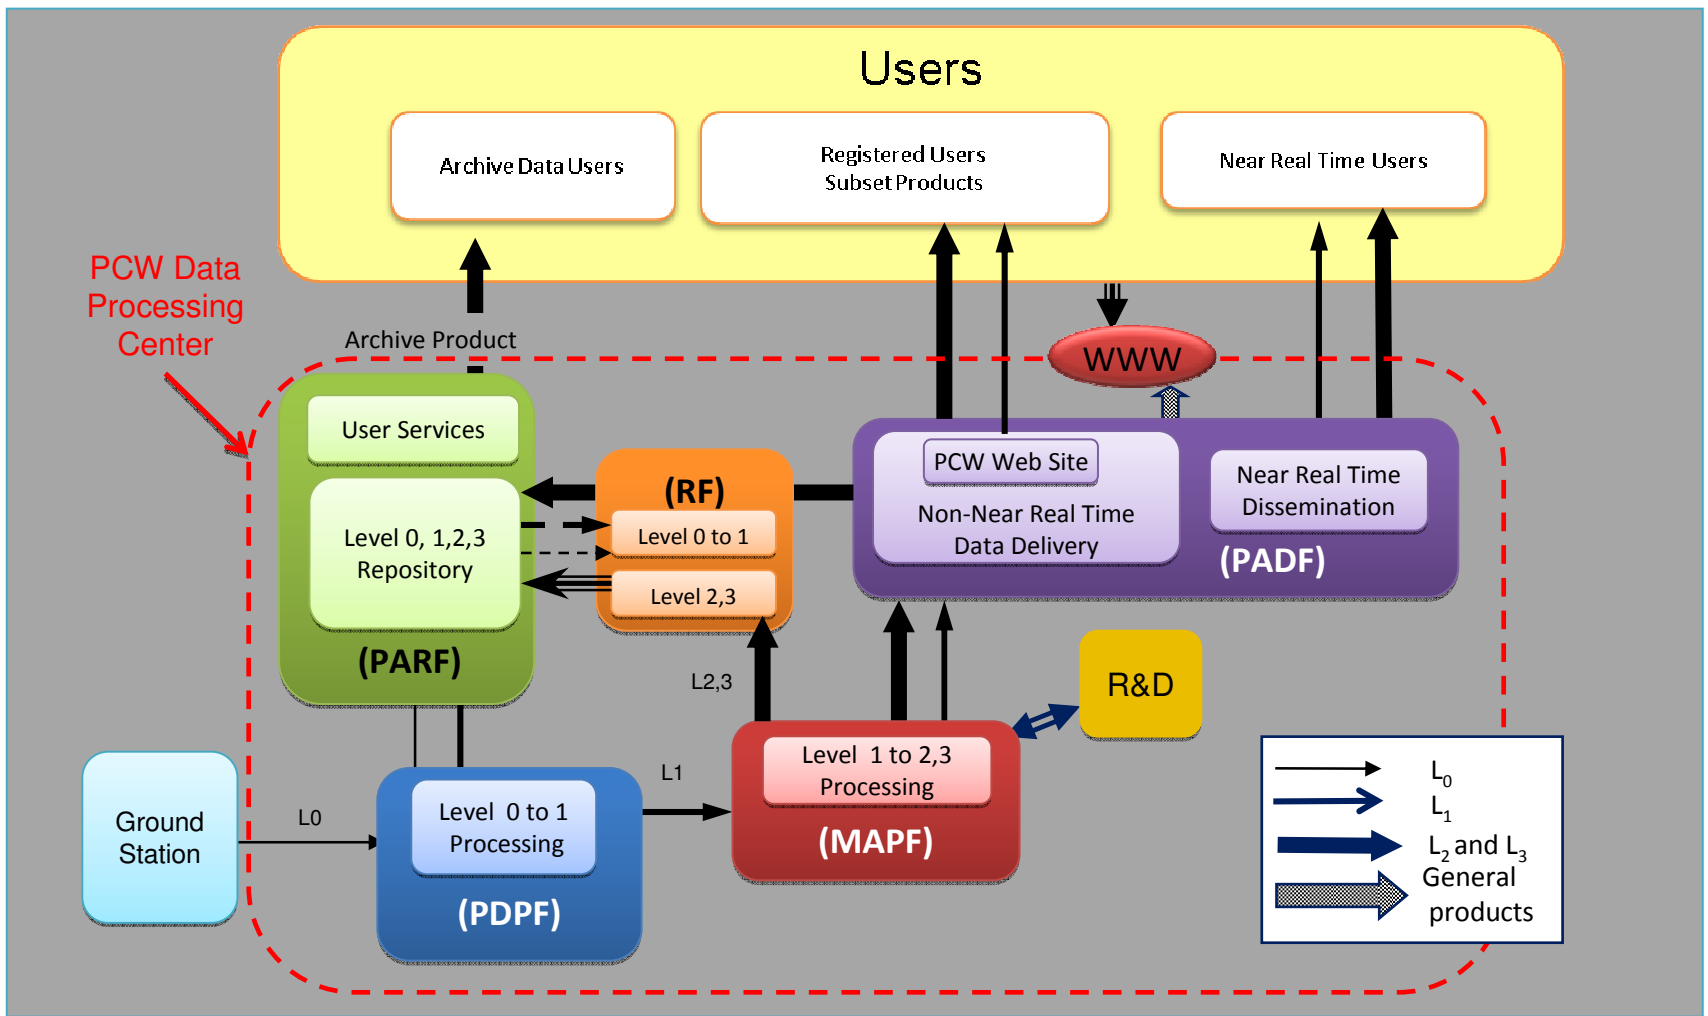 Users
Archive Data Users
Registered Users
Subset Products
Near Real Time Users
PCW Data
Processing
Center
Archive Product
WWW
User Services
Level 0, 1,2,3
Repository
(PARF)
(RF)
Level 0 to 1
Level 2,3
PCW Web Site
Non-Near Real Time
Data Delivery
Near Real Time
Dissemination
(PADF)
L2,3
R&D
Level 1 to 2,3
Processing
(MAPF)
L1
Level 0 to 1
Processing
(PDPF)
L0
Ground
Station
L0
L1
L2 and L3
General
products